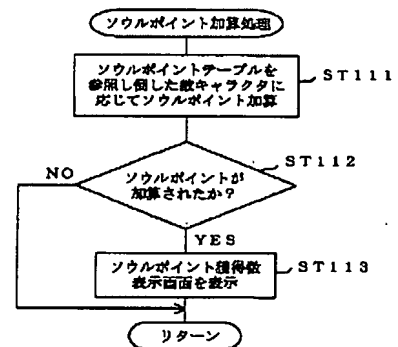 ソウルポイント加算処理
ソウルポイントテーブルを
参照し倒した敵キャラクタに
応じてソウルポイント加算
ST111
ソウルポイントが
加算されたか?
ST112
NO
YES
ソウルポイント獲得数
表示画面を表示
ST113
リターン